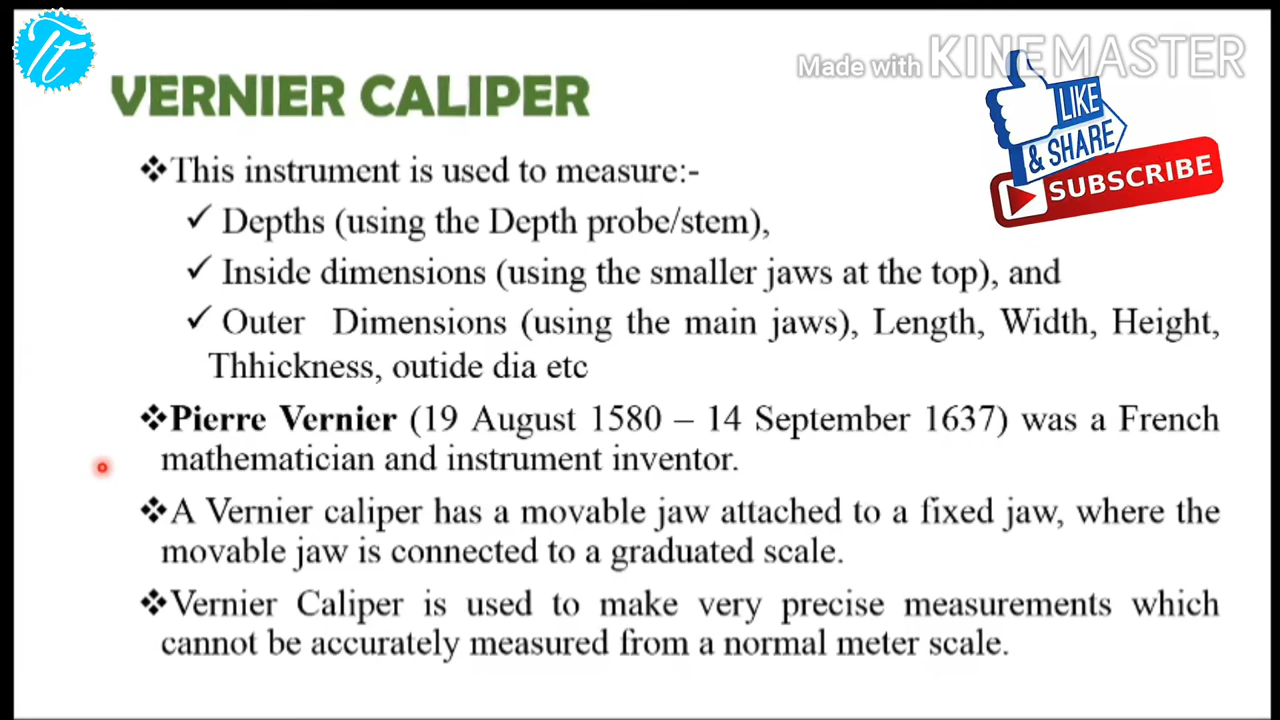 Tt
Made with KINEMASTER
VERNIER CALIPER
LIKE
& SHARE
SUBSCRIBE
❖This instrument is used to measure:-
✓ Depths (using the Depth probe/stem),
✓ Inside dimensions (using the smaller jaws at the top), and
✓ Outer Dimensions (using the main jaws), Length, Width, Height,
Thhickness, outide dia etc
❖Pierre Vernier (19 August 1580 – 14 September 1637) was a French
mathematician and instrument inventor.
❖A Vernier caliper has a movable jaw attached to a fixed jaw, where the
movable jaw is connected to a graduated scale.
❖Vernier Caliper is used to make very precise measurements which
cannot be accurately measured from a normal meter scale.